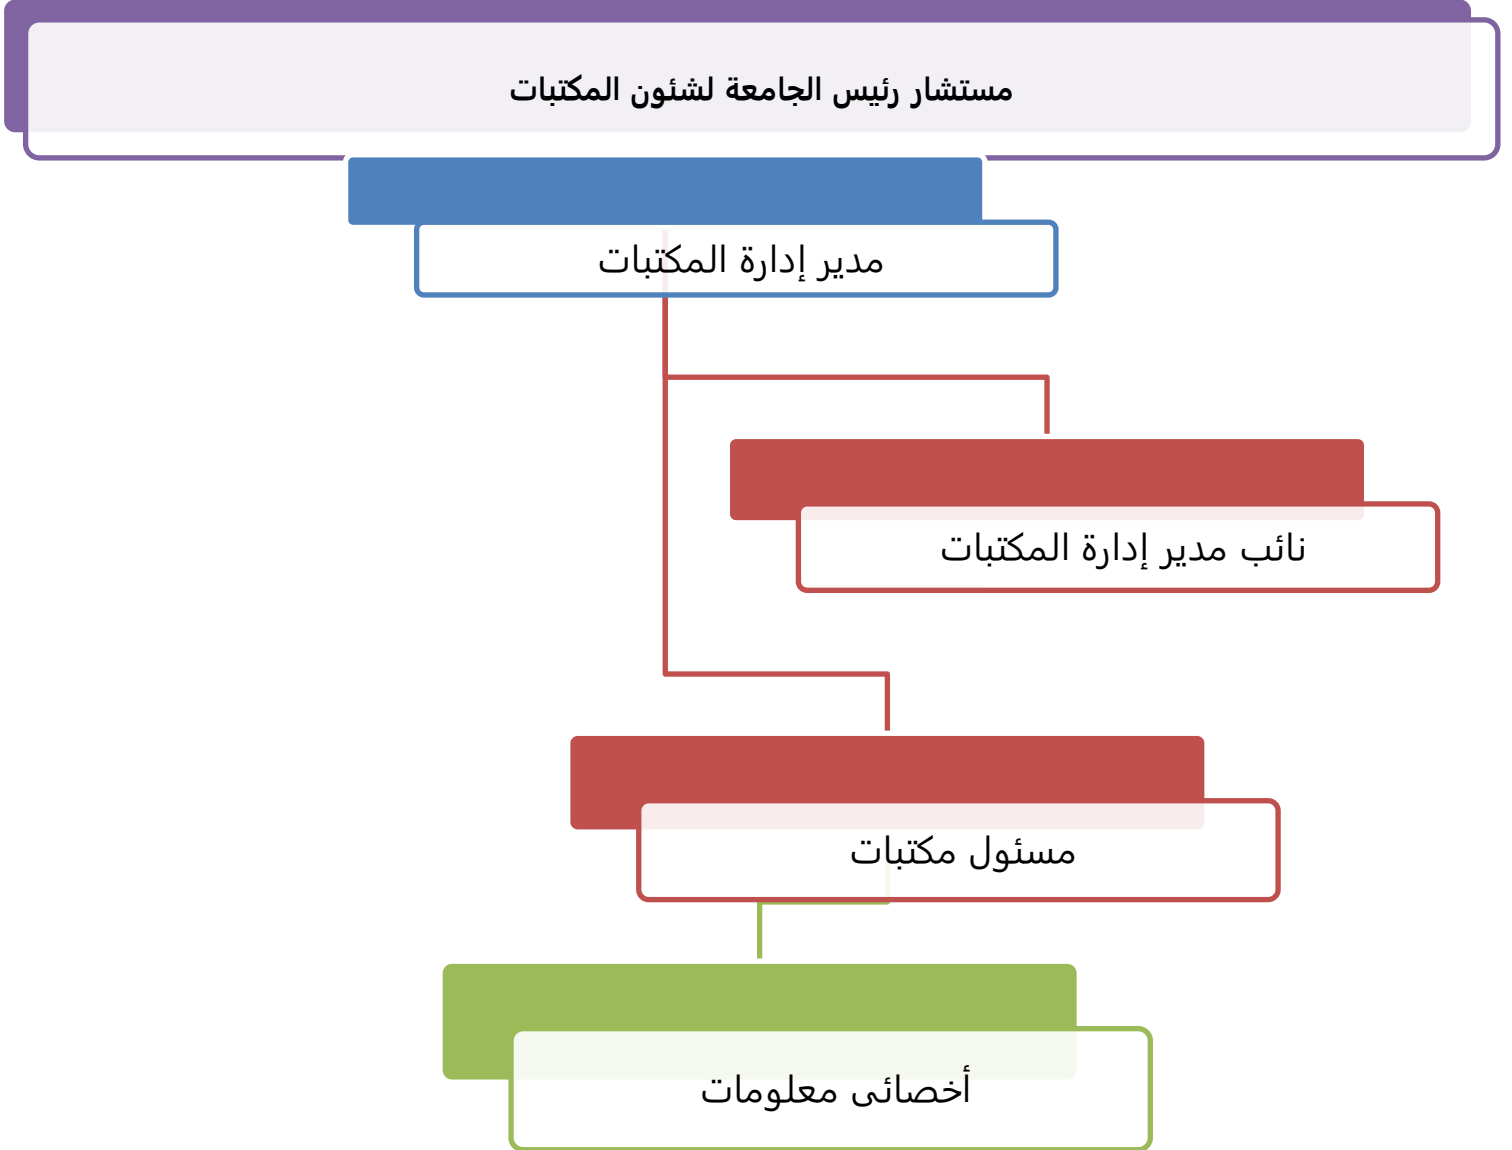 مستشار رئيس الجامعة لشئون المكتبات
مدير إدارة المكتبات
نائب مدير إدارة المكتبات
مسئول مكتبات
أخصائى معلومات